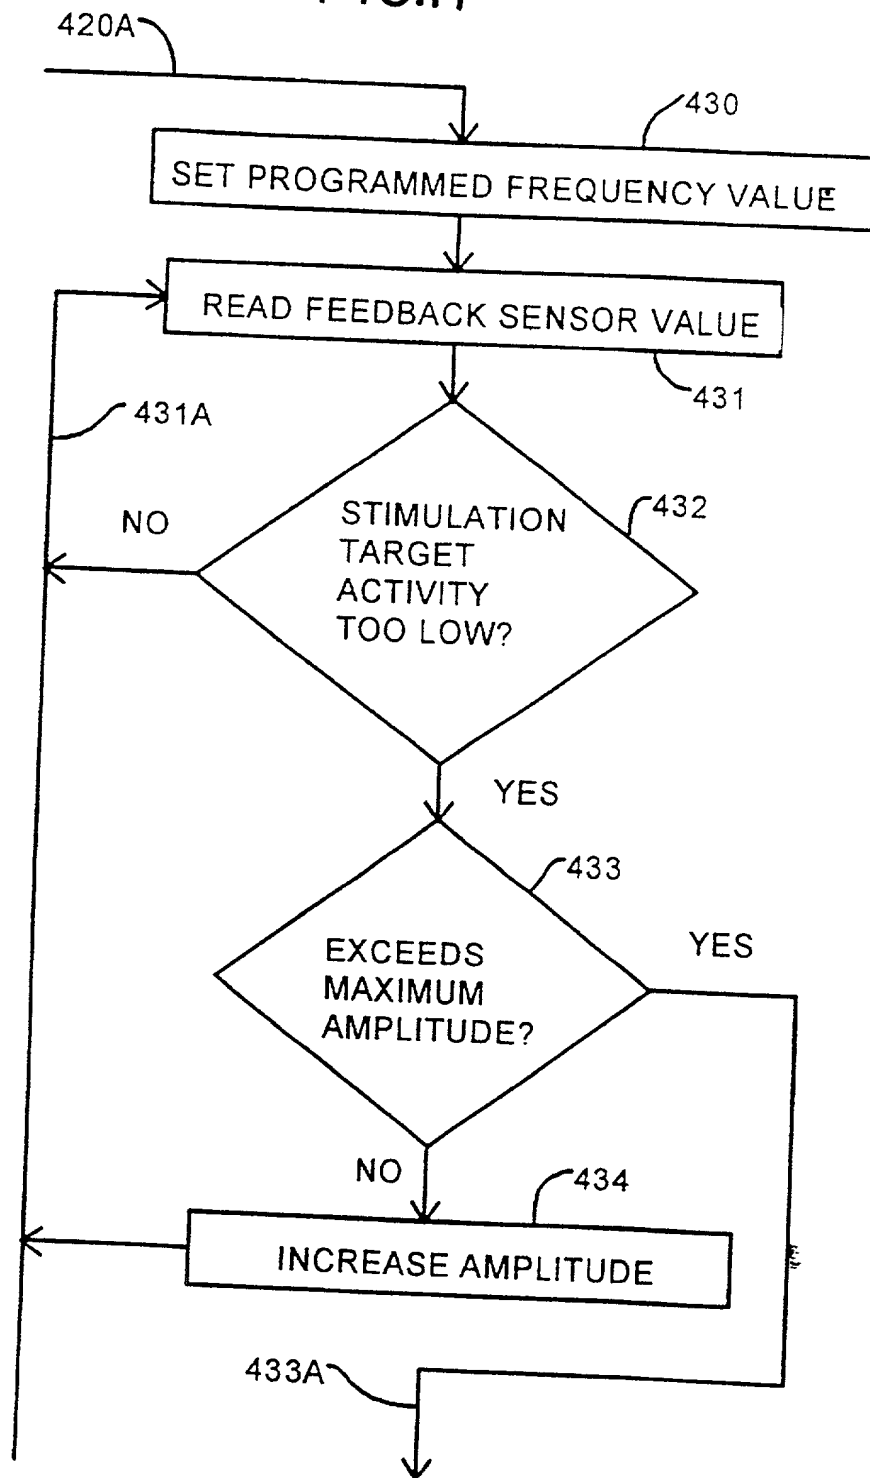 420A
430
SET PROGRAMMED FREQUENCY VALUE
READ FEEDBACK SENSOR VALUE
431
431A
NO
STIMULATION
TARGET
ACTIVITY
TOO LOW?
432
YES
433
EXCEEDS
MAXIMUM
AMPLITUDE?
YES
NO
434
INCREASE AMPLITUDE
433A